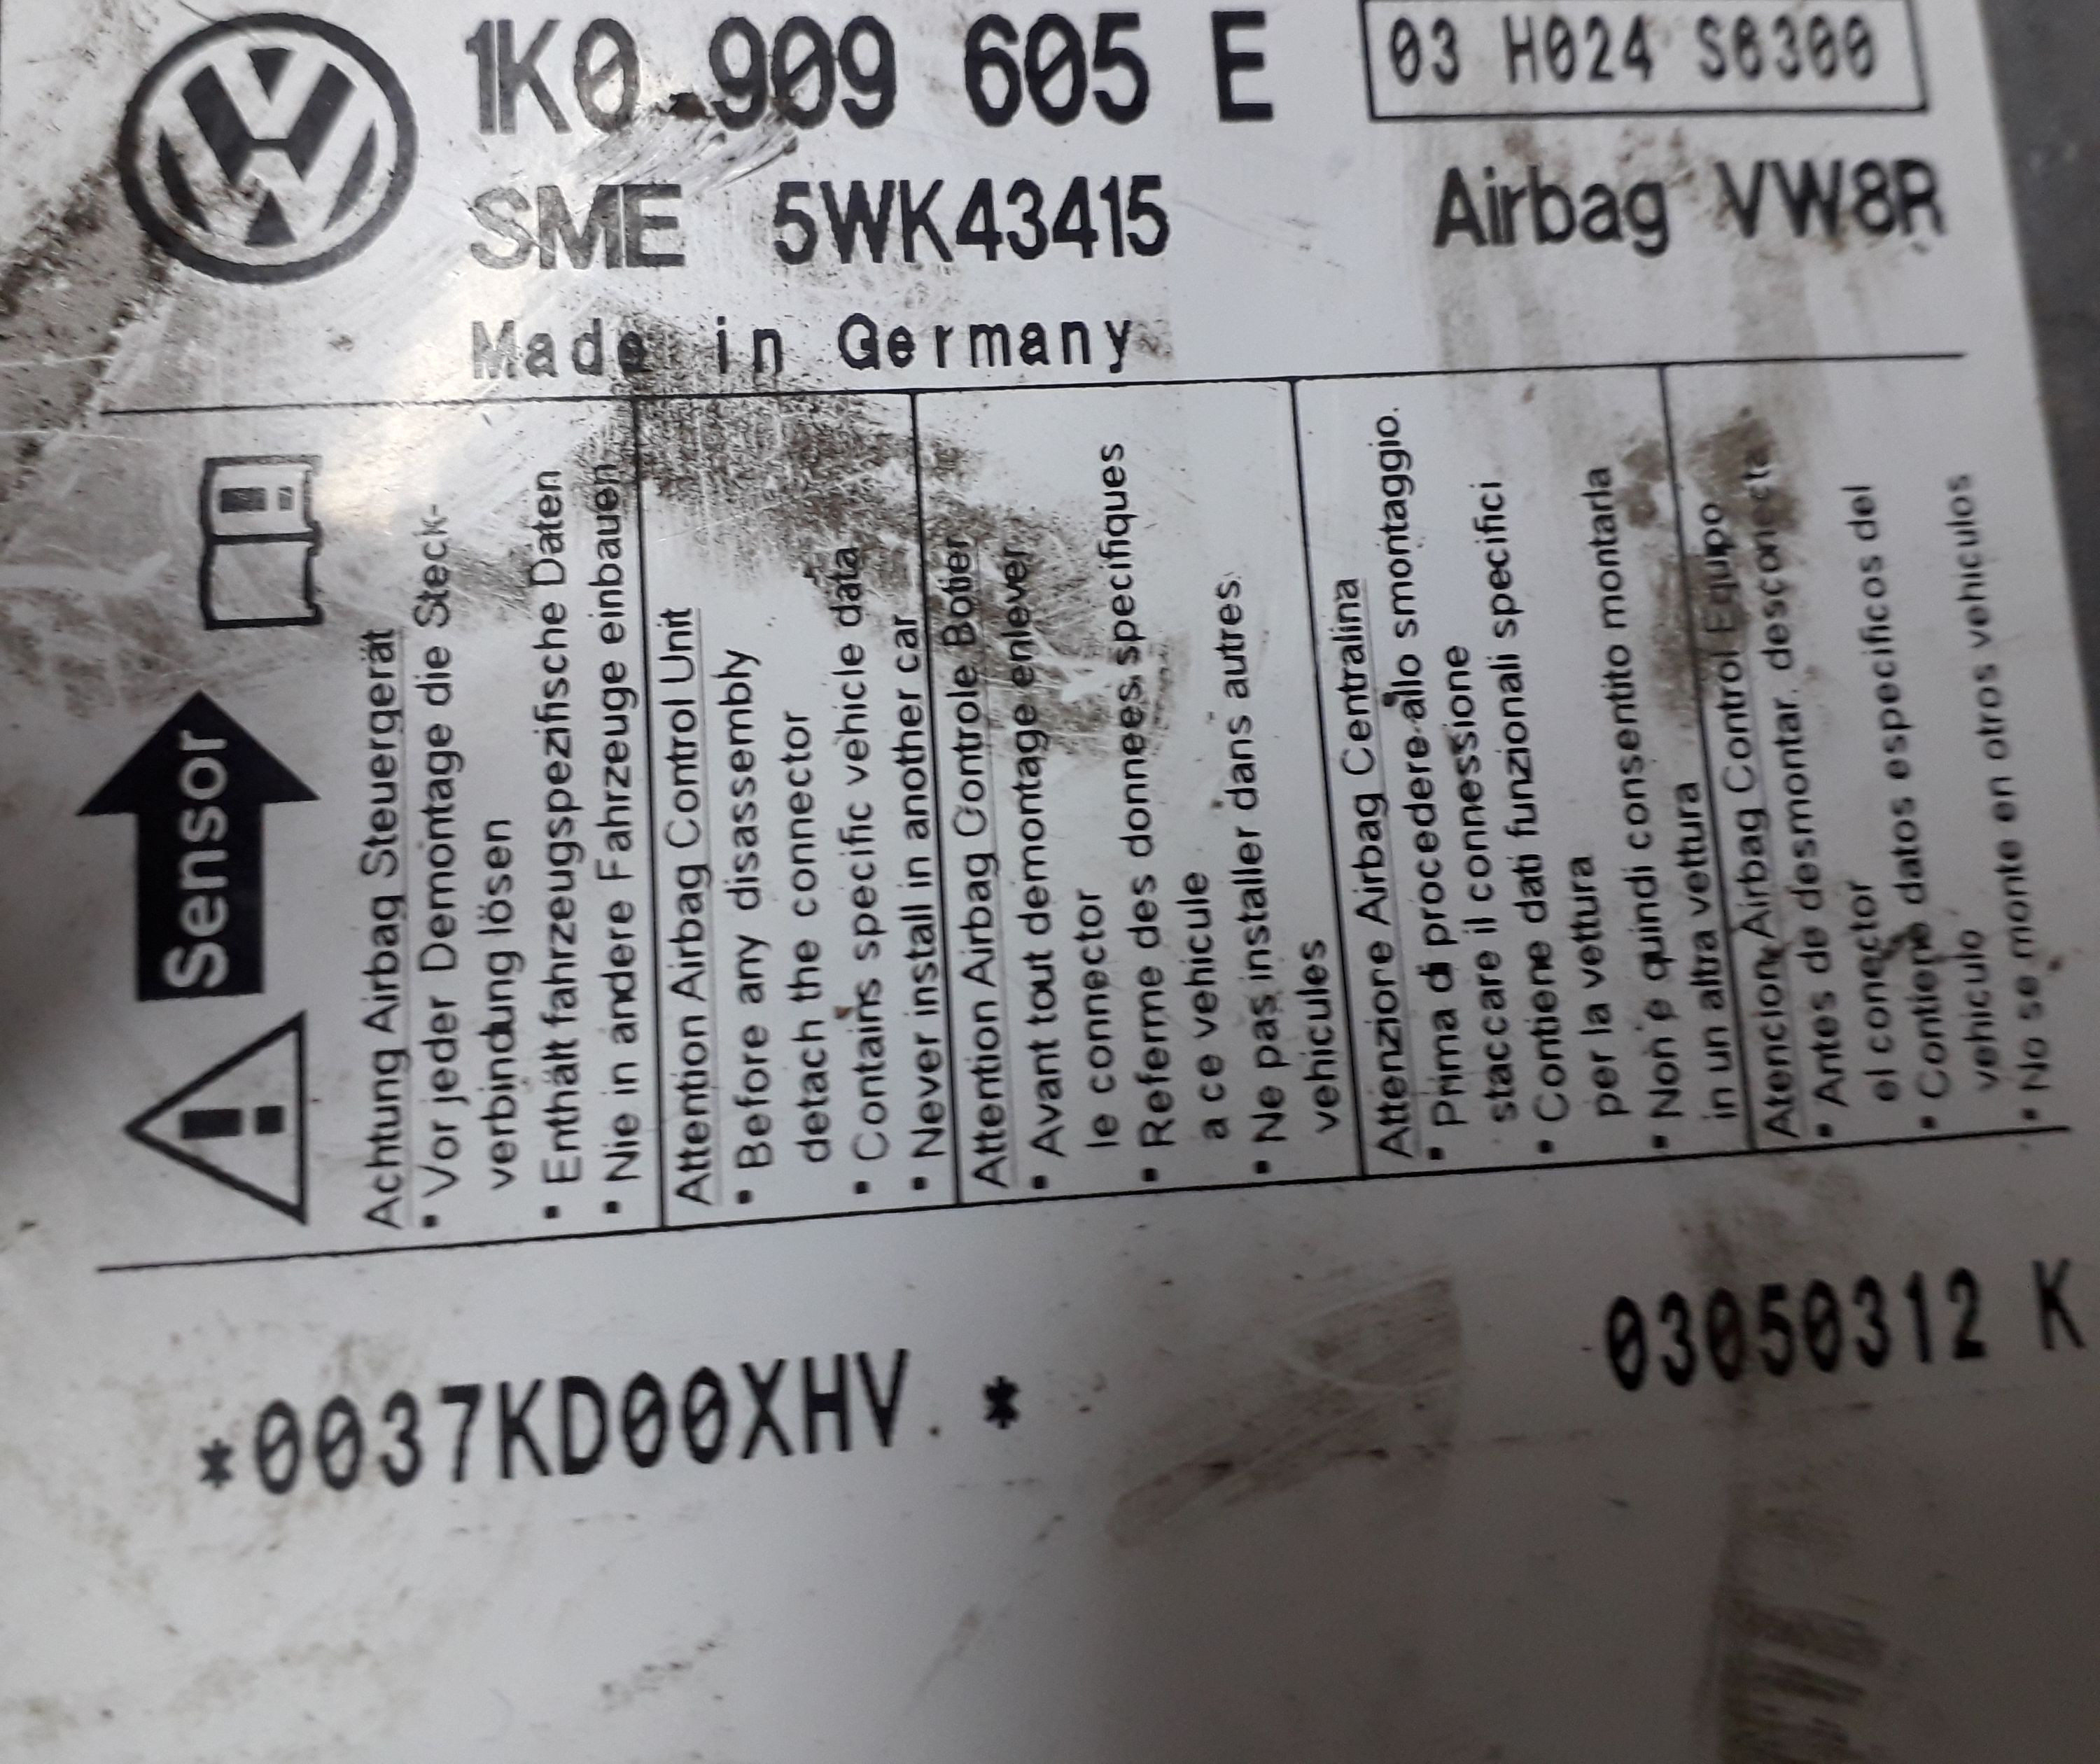 1K0 909 605 E
03 H024 S0300
SME 5WK43415
Airbag VW8R
Made in Germany
Sensor
Achtung Airbag Steuergerät
• Vor jeder Demontage die Steck-
verbindung lösen
• Enthält fahrzeugspezifische Daten
• Nie in andere Fahrzeuge einbauen
Attention Airbag Control Unit
• Before any disassembly
detach the connector
• Contains specific vehicle data
• Never install in another car
Attention Airbag Controle Botier
• Avant tout demontage enlever
le connector
• Referme des donnees specifiques
a ce vehicule
• Ne pas installer dans autres
vehicules
Attenzione Airbag Centralina
• Prima di procedere allo smontaggio.
staccare il connessione
• Contiene dati funzionali specifici
per la vettura
• Non è quindi consentito montarla
in un altra vettura
Atencion Airbag Control Equipo
• Antes de desmontar, desconecta
el conector
• Contiene datos especificos del
vehiculo
• No se monte en otros vehiculos
*0037KD00XHV. *
03050312 K